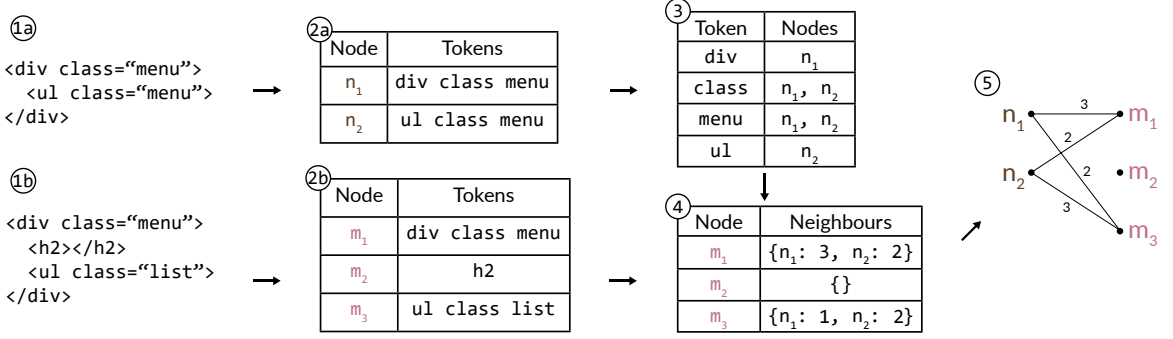 1a
<div class=“menu”>
<ul class=“menu”>
</div>
2a
Node Tokens
n1 div class menu
n2 ul class menu
3
Token Nodes
div n1
class n1, n2
menu n1, n2
ul n2
1b
<div class=“menu”>
<h2></h2>
<ul class=“list”>
</div>
2b
Node Tokens
m1 div class menu
m2 h2
m3 ul class list
4
Node Neighbours
m1 {n1: 3, n2: 2}
m2 {}
m3 {n1: 1, n2: 2}
5
n1 3 m1
2
n2 2 m2
3
m3